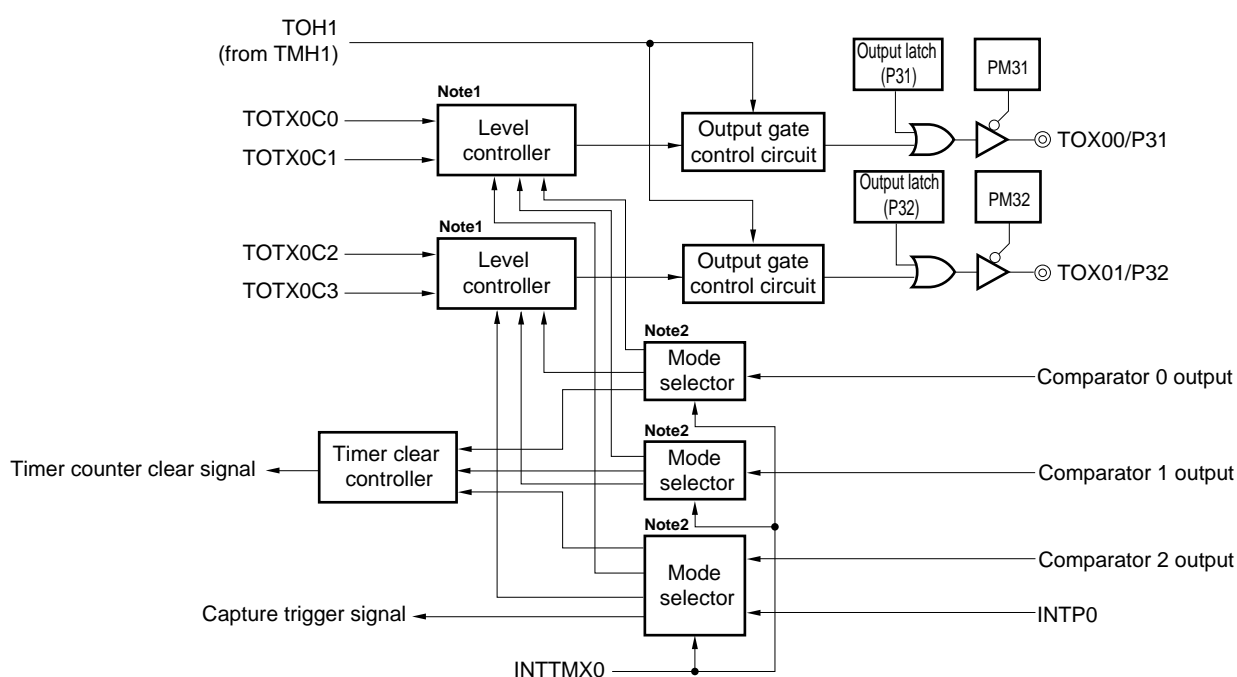 TOH1
(from TMH1)
Output latch
(P31)
PM31
Note1
TOTX0C0
TOTX0C1
Level
controller
Output gate
control circuit
TOX00/P31
Output latch
(P32)
PM32
Note1
TOTX0C2
TOTX0C3
Level
controller
Output gate
control circuit
TOX01/P32
Note2
Mode
selector
Comparator 0 output
Note2
Timer clear
controller
Timer counter clear signal
Mode
selector
Comparator 1 output
Note2
Mode
selector
Comparator 2 output
Capture trigger signal
INTP0
INTTMX0